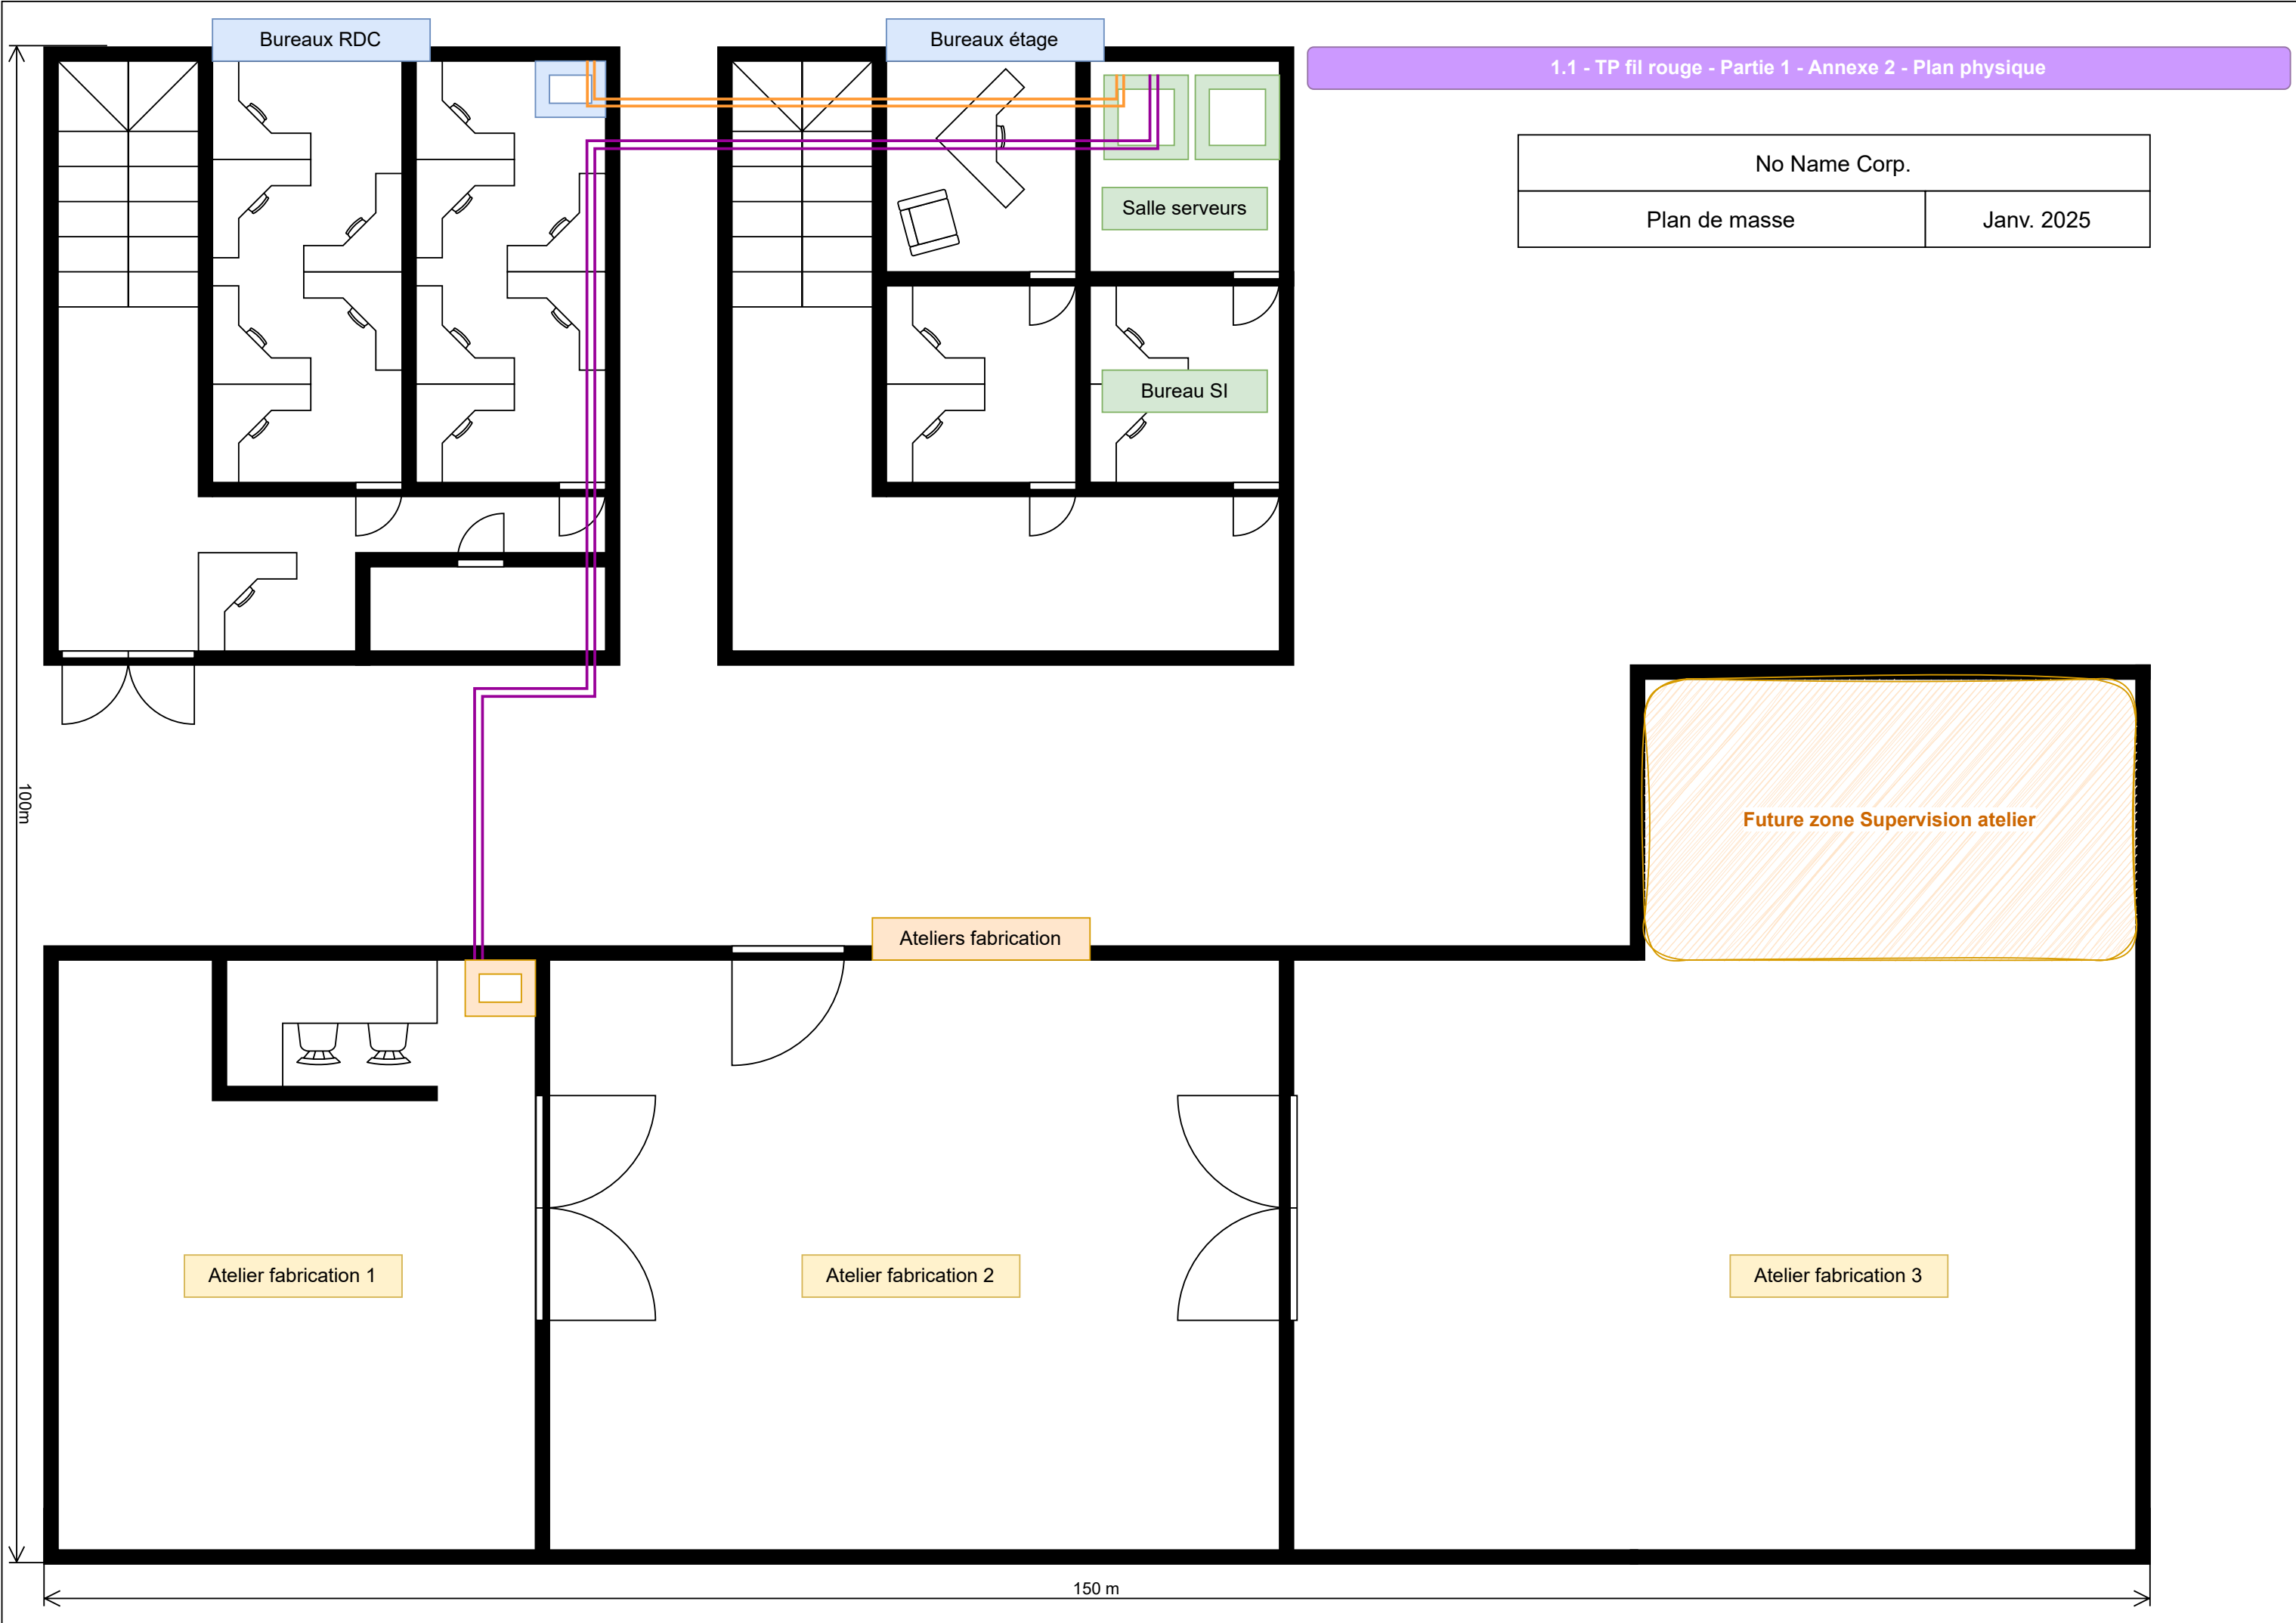 Bureaux RDC
Bureaux étage
1.1 - TP fil rouge - Partie 1 - Annexe 2 - Plan physique
No Name Corp.
Plan de masse
Janv. 2025
Salle serveurs
Bureau SI
100m
Future zone Supervision atelier
Ateliers fabrication
Atelier fabrication 1
Atelier fabrication 2
Atelier fabrication 3
150 m